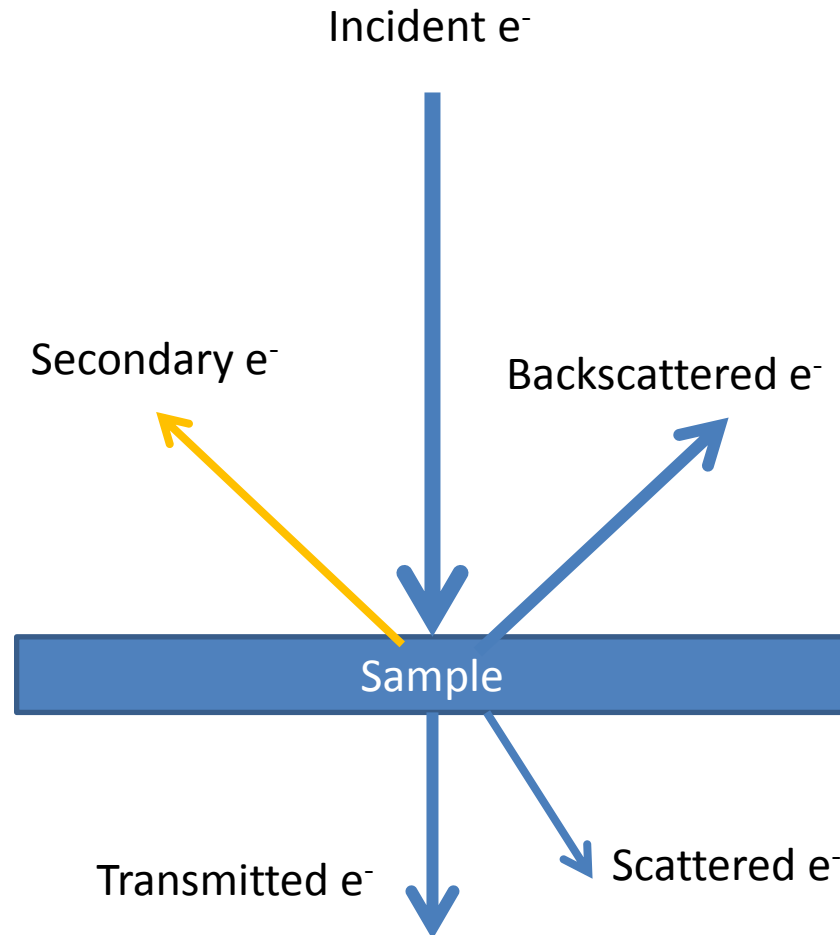 Incident e⁻
Secondary e⁻
Backscattered e⁻
Sample
Transmitted e⁻
Scattered e⁻